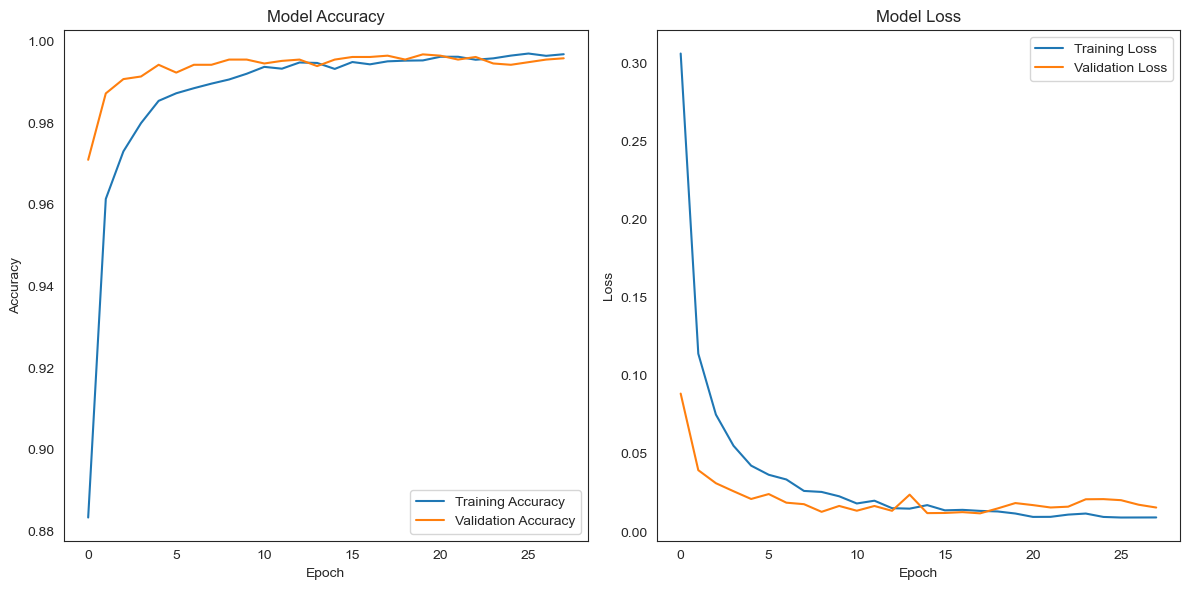 Model Accuracy
1.00
0.98
0.96
0.94
0.92
0.90
0.88
Accuracy
0 5 10 15 20 25
Epoch
Training Accuracy
Validation Accuracy
Model Loss
0.30
0.25
0.20
0.15
0.10
0.05
0.00
Loss
0 5 10 15 20 25
Epoch
Training Loss
Validation Loss